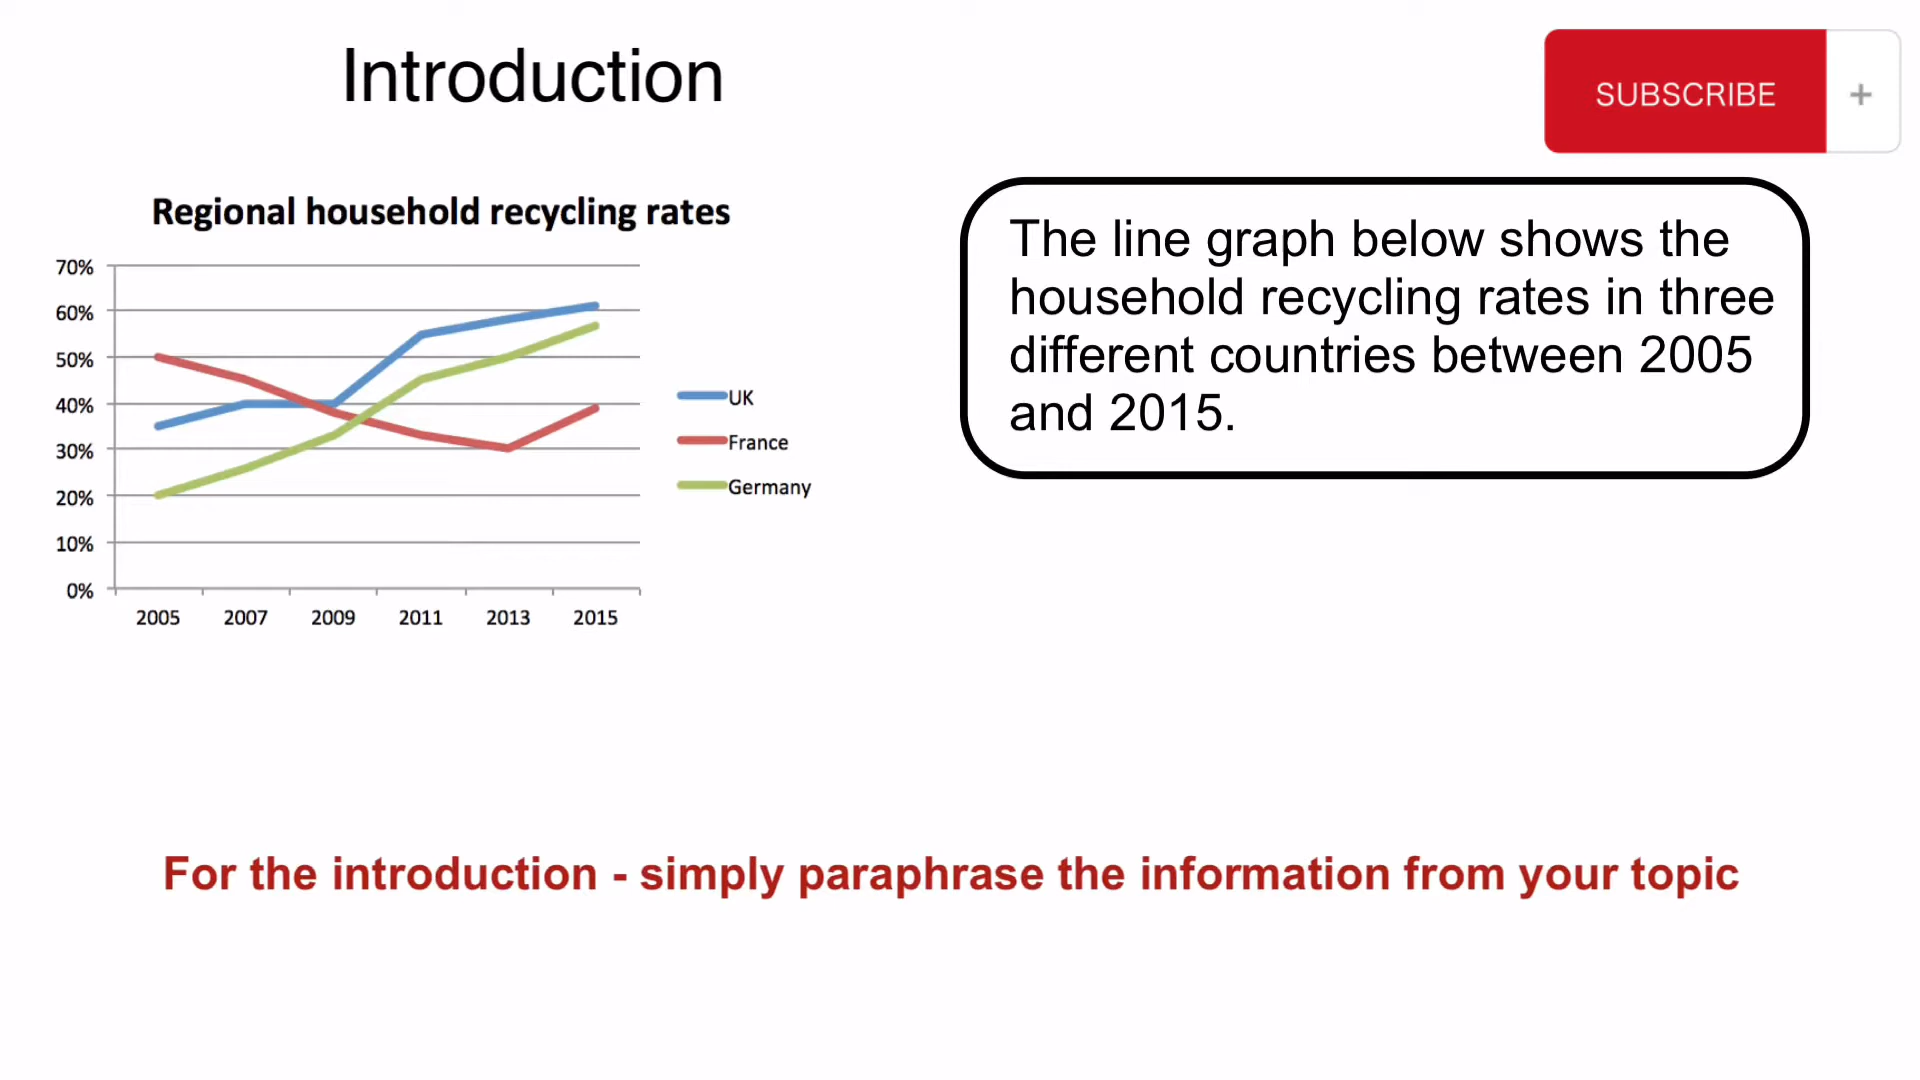 Introduction
SUBSCRIBE +
Regional household recycling rates
70%
60%
50%
40%
30%
20%
10%
0%
2005 2007 2009 2011 2013 2015
UK
France
Germany
The line graph below shows the
household recycling rates in three
different countries between 2005
and 2015.
For the introduction - simply paraphrase the information from your topic